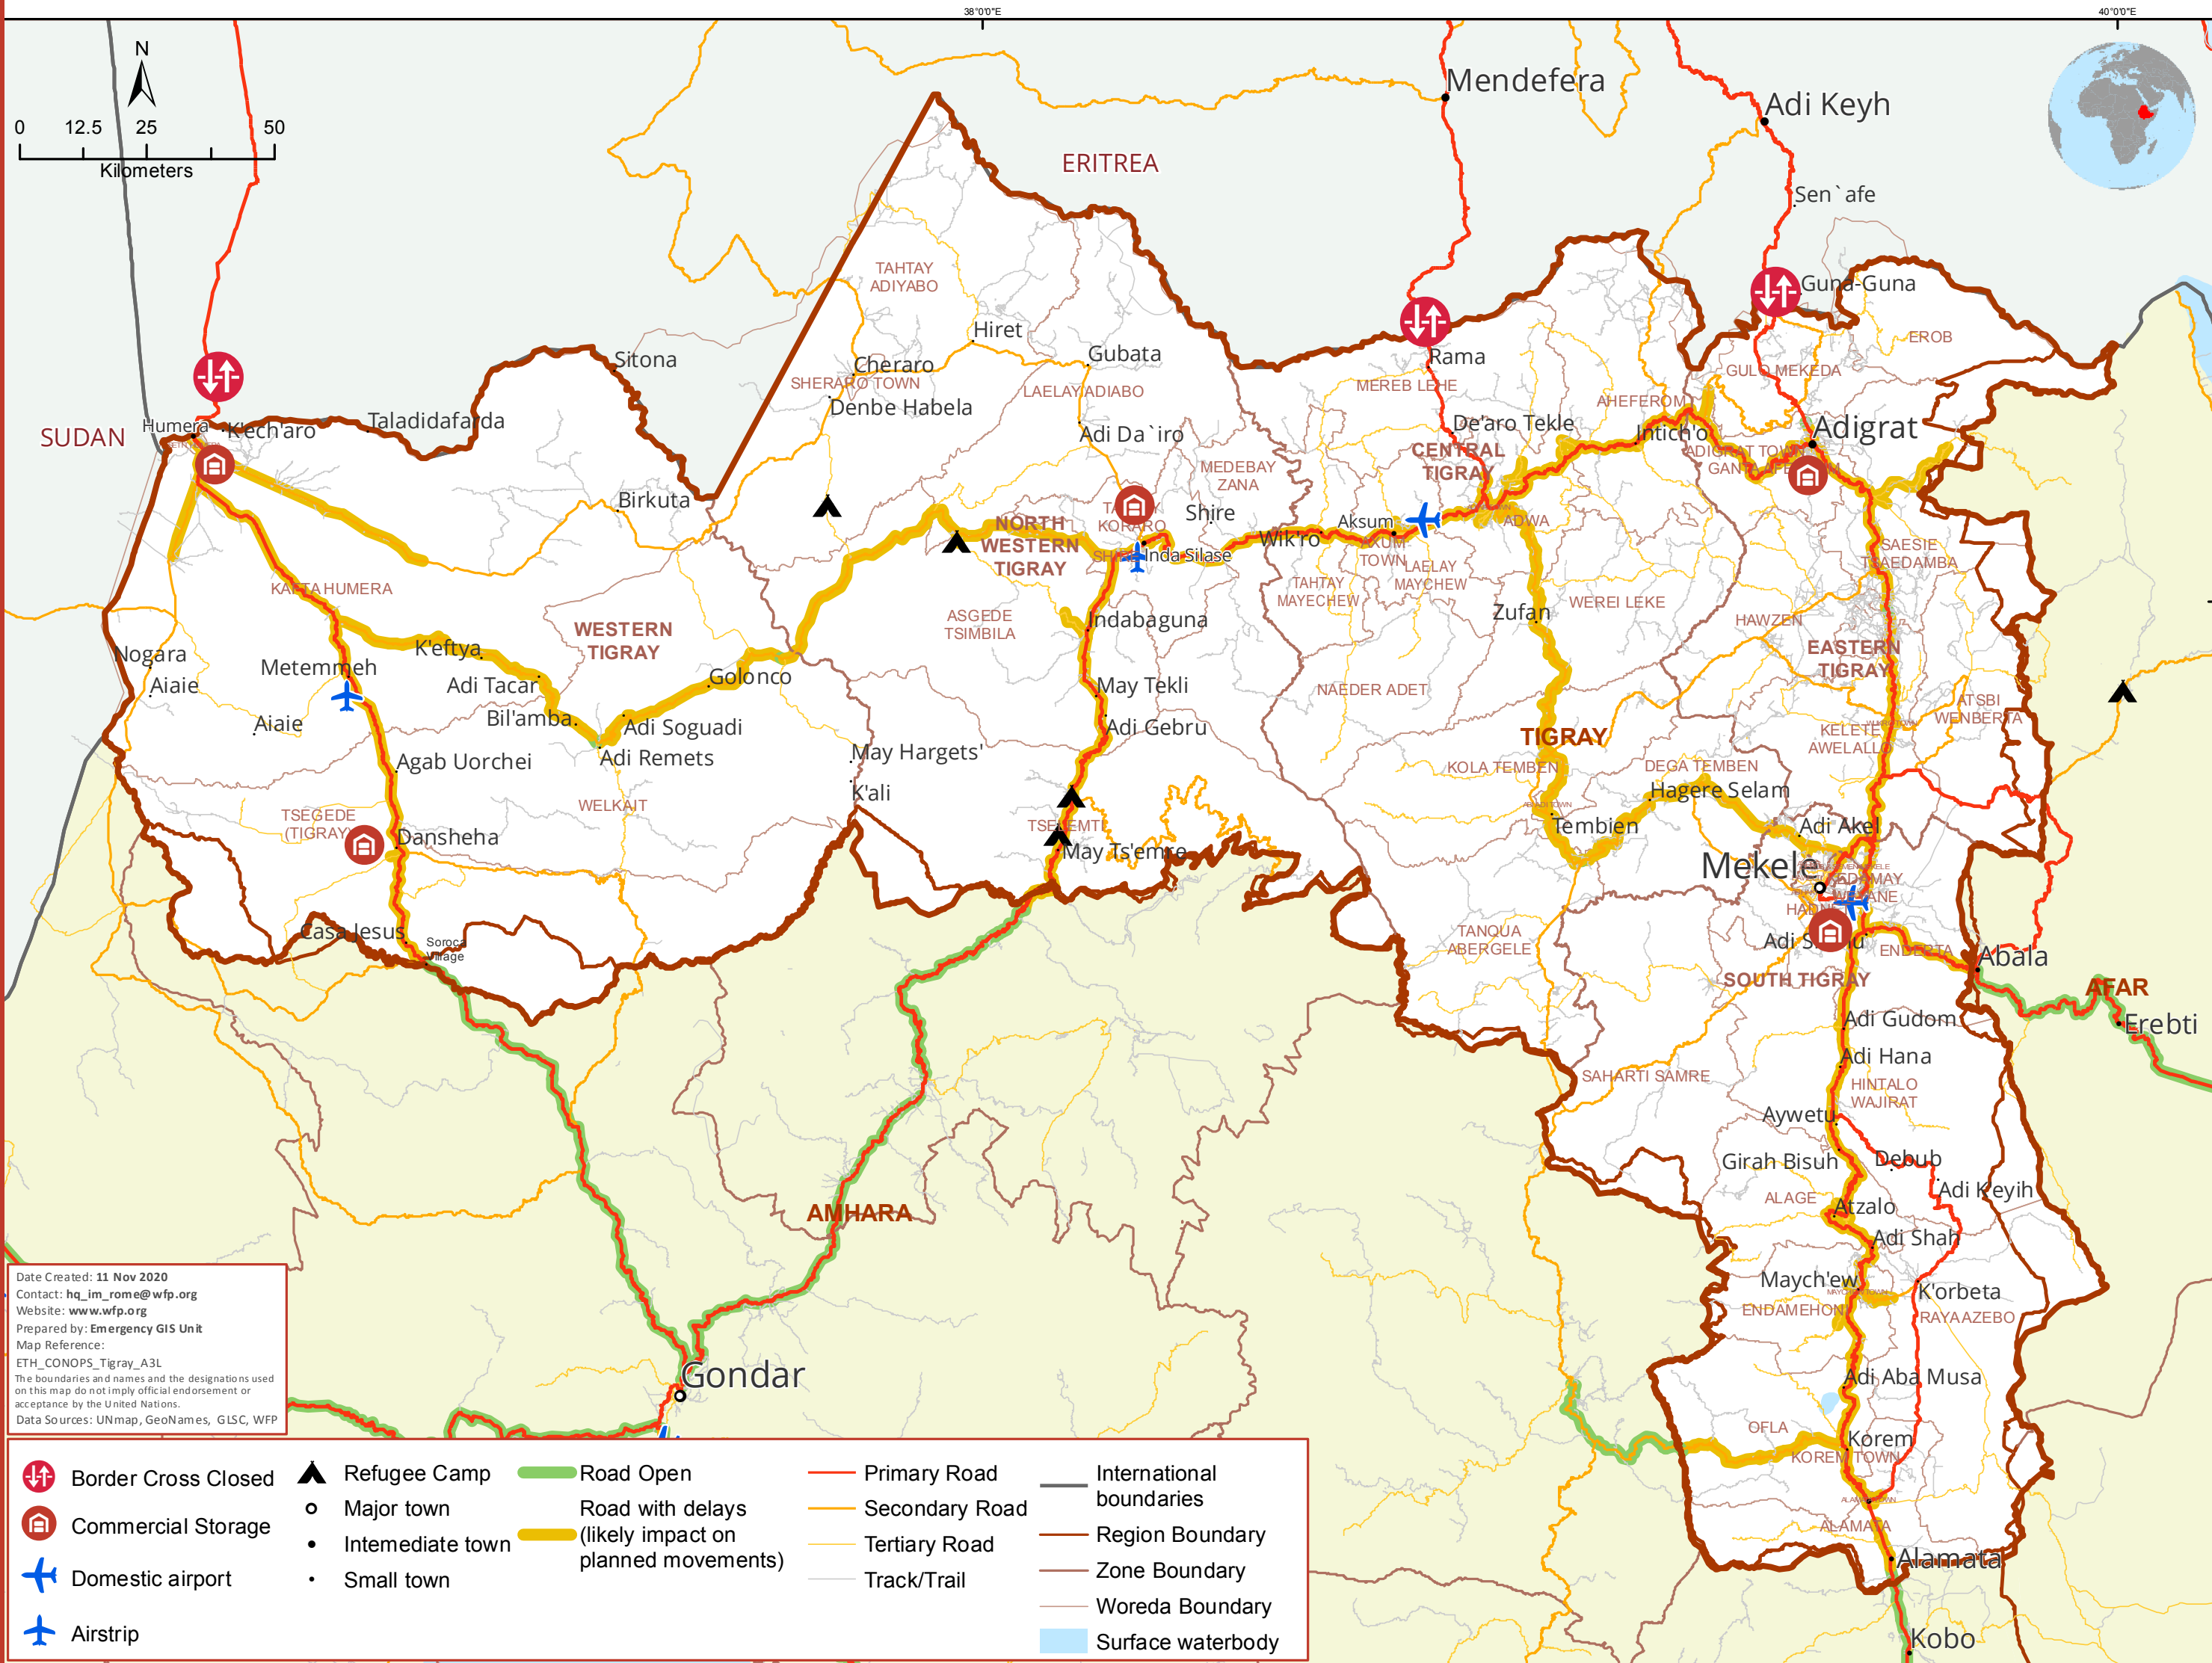 38°0'0"E
40°0'0"E
N
0 12.5 25 50
Kilometers
Mendefera
Adi Keyh
ERITREA
Sen`afe
TAHTAY
ADIYABO
Guna-Guna
Hiret
EROB
Gubata
Rama
Sitona
Cheraro
SHERARO TOWN
GULO MEKEDA
MEREB LEHE
LAELAY ADIABO
Denbe Habela
AHEFEROM
Taladidafarda
Humera
K'ech'aro
SUDAN
De'aro Tekle
Adi Da`iro
Intich'o
Adigrat
CENTRAL
TIGRAY
ADIGRAT TOWN
MEDEBAY
ZANA
Birkuta
KORARO
Shire
Aksum
ADWA
NORTH
WESTERN
TIGRAY
Wik'ro
Inda Silase
TOWN
SAESIE
TSAEDAMBA
LAELAY
MAYCHEW
TAHTAY
MAYECHEW
KAFTA HUMERA
WEREI LEKE
Zufan
HAWZEN
ASGEDE
TSIMBILA
Indabaguna
WESTERN
TIGRAY
K'eftya
EASTERN
TIGRAY
Nogara
Metemmeh
Golonco
Adi Tacar
Aiaie
May Tekli
NAEDER ADET
ATSBI
WENBERTA
Bil'amba
Adi Soguadi
Adi Gebru
Aiaie
KELETE
AWELALLO
TIGRAY
May Hargets'
Adi Remets
Agab Uorchei
KOLA TEMBEN
DEGA TEMBEN
Hagere Selam
K'ali
WELKAIT
TSEGEDE
(TIGRAY)
Dansheha
Tembien
Adi Akel
May Ts'emre
Mekele
Casa Jesus
Soroca
Village
TANQUA
ABERGELE
ENDERTA
Abala
SOUTH TIGRAY
AFAR
Adi Gudom
Erebti
Adi Hana
SAHARTI SAMRE
HINTALO
WAJIRAT
Aywetu
Girah Bisuh
Debub
Adi Keyih
ALAGE
Atzalo
AMHARA
Adi Shah
Maych'ew
K'orbeta
ENDAMEHONI
RAYA AZEBO
Gondar
Adi Aba Musa
OFLA
Korem
KOREM TOWN
ALAMATA
Alamata
Kobo
Date Created: 11 Nov 2020
Contact: hq_im_rome@wfp.org
Website: www.wfp.org
Prepared by: Emergency GIS Unit
Map Reference:
ETH_CONOPS_Tigray_A3L
The boundaries and names and the designations used
on this map do not imply official endorsement or
acceptance by the United Nations.
Data Sources: UNmap, GeoNames, GLSC, WFP
Border Cross Closed
Commercial Storage
Domestic airport
Airstrip
Refugee Camp
Major town
Intemediate town
Small town
Road Open
Road with delays
(likely impact on
planned movements)
Primary Road
Secondary Road
Tertiary Road
Track/Trail
International
boundaries
Region Boundary
Zone Boundary
Woreda Boundary
Surface waterbody